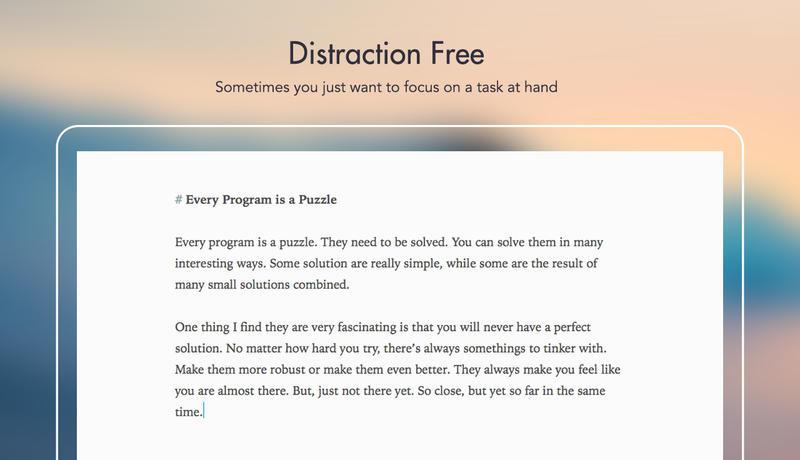 Distraction Free
Sometimes you just want to focus on a task at hand
# Every Program is a Puzzle
Every program is a puzzle. They need to be solved. You can solve them in many
interesting ways. Some solution are really simple, while some are the result of
many small solutions combined.
One thing I find they are very fascinating is that you will never have a perfect
solution. No matter how hard you try, there's always somethings to tinker with.
Make them more robust or make them even better. They always make you feel like
you are almost there. But, just not there yet. So close, but yet so far in the same
time.